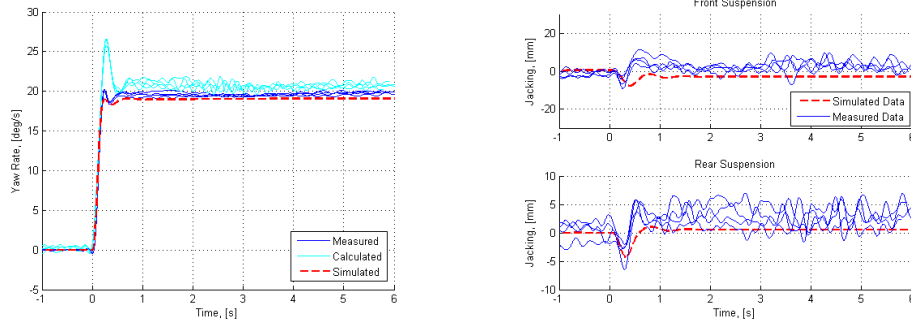 30
25
20
15
10
5
0
-5
-1 0 1 2 3 4 5 6
Yaw Rate, [deg/s]
Time, [s]
Measured
Calculated
Simulated
Front Suspension
20
0
-20
-1 0 1 2 3 4 5 6
Jacking, [mm]
Simulated Data
Measured Data
Rear Suspension
10
5
0
-5
-10
-1 0 1 2 3 4 5 6
Jacking, [mm]
Time, [s]